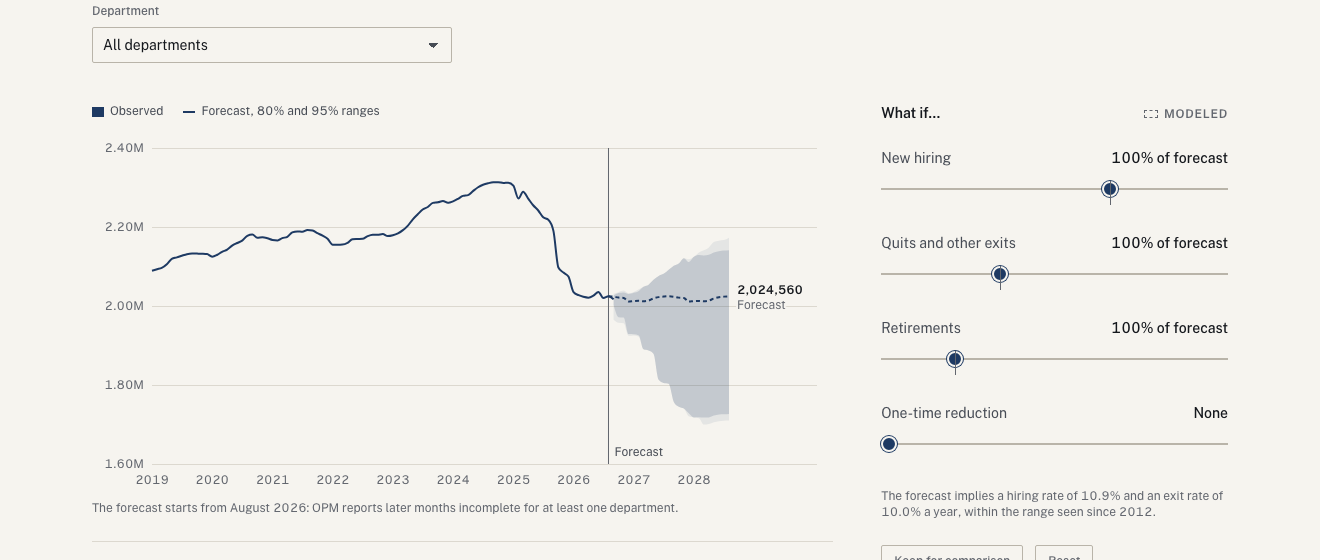 Department
All departments
Observed
Forecast, 80% and 95% ranges
2.40M
2.20M
2.00M
1.80M
1.60M
2,024,560
Forecast
Forecast
2019 2020 2021 2022 2023 2024 2025 2026 2027 2028
The forecast starts from August 2026: OPM reports later months incomplete for at least one department.
What if...
MODELED
New hiring
100% of forecast
Quits and other exits
100% of forecast
Retirements
100% of forecast
One-time reduction
None
The forecast implies a hiring rate of 10.9% and an exit rate of
10.0% a year, within the range seen since 2012.
Keep for comparison
Reset